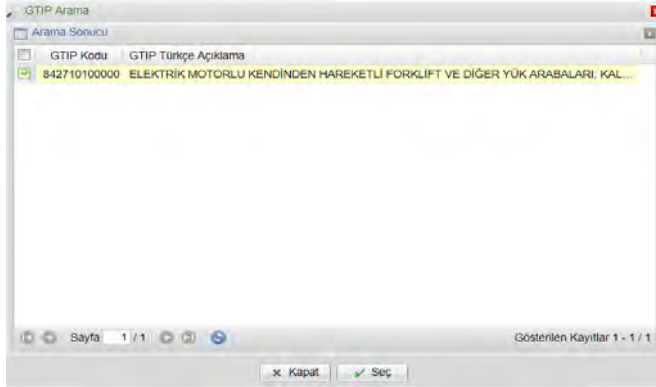 GTIP Arama
Arama Sonucu
GTIP Kodu GTIP Türkçe Açıklama
842710100000 ELEKTRİK MOTORLU KENDİNDEN HAREKETLİ FORKLİFT VE DİĞER YÜK ARABALARI; KAL...
Sayfa 1 / 1 Gösterilen Kayıtlar 1 - 1 / 1
Kapat Seç